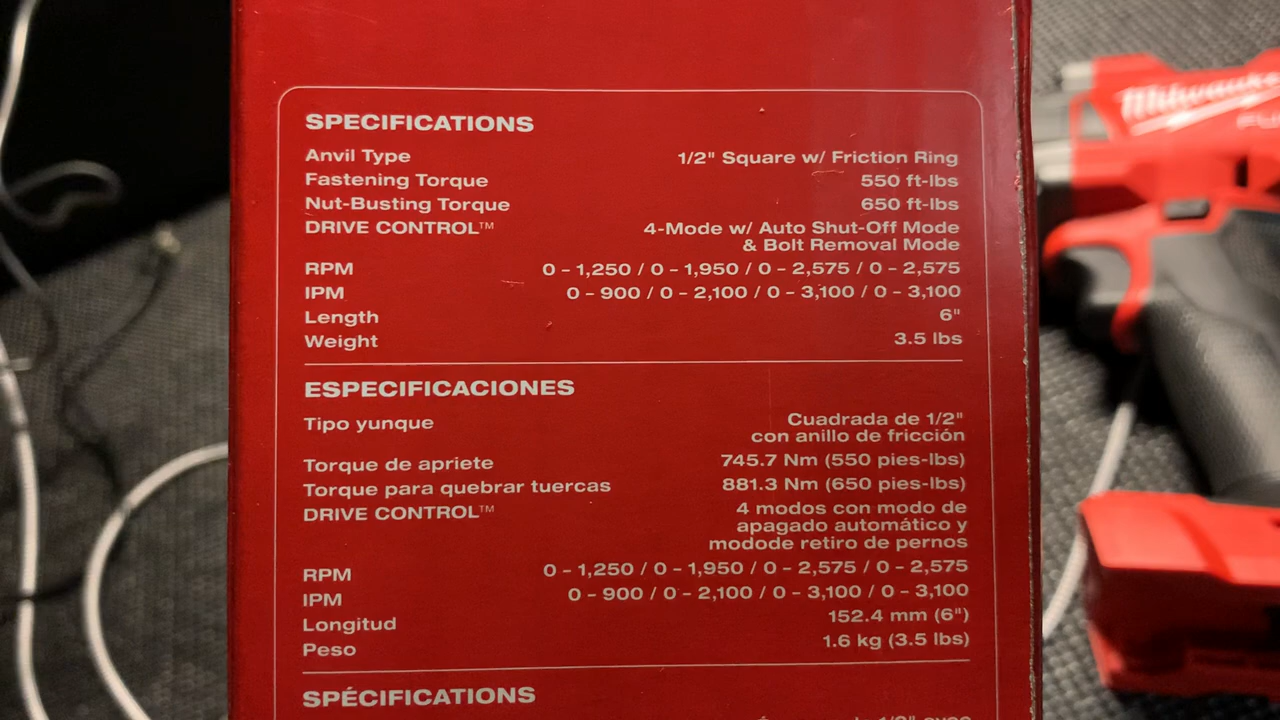 SPECIFICATIONS
Anvil Type 1/2" Square w/ Friction Ring
Fastening Torque 550 ft-lbs
Nut-Busting Torque 650 ft-lbs
DRIVE CONTROL™ 4-Mode w/ Auto Shut-Off Mode
& Bolt Removal Mode
RPM 0 – 1,250 / 0 – 1,950 / 0 – 2,575 / 0 – 2,575
IPM 0 – 900 / 0 – 2,100 / 0 – 3,100 / 0 – 3,100
Length 6"
Weight 3.5 lbs
ESPECIFICACIONES
Tipo yunque Cuadrada de 1/2"
con anillo de fricción
Torque de apriete 745.7 Nm (550 pies-lbs)
Torque para quebrar tuercas 881.3 Nm (650 pies-lbs)
DRIVE CONTROL™ 4 modos con modo de
apagado automático y
modode retiro de pernos
RPM 0 – 1,250 / 0 – 1,950 / 0 – 2,575 / 0 – 2,575
IPM 0 – 900 / 0 – 2,100 / 0 – 3,100 / 0 – 3,100
Longitud 152.4 mm (6")
Peso 1.6 kg (3.5 lbs)
SPÉCIFICATIONS
Milwaukee